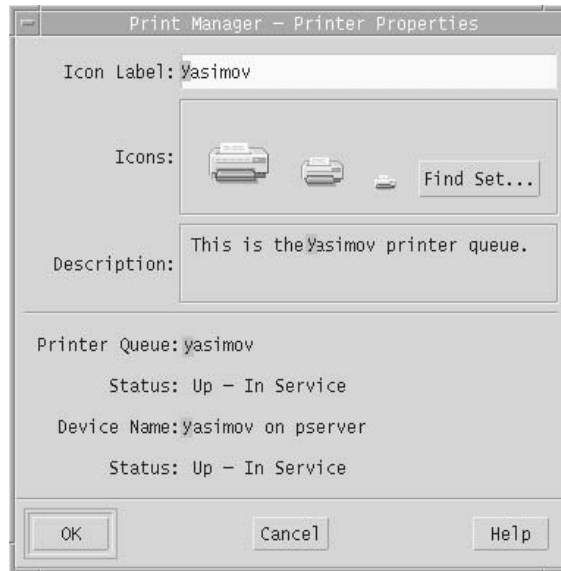 Print Manager – Printer Properties
Icon Label: Yasimov
Icons:
Find Set...
Description: This is the Yasimov printer queue.
Printer Queue: yasimov
Status: Up – In Service
Device Name: yasimov on pserver
Status: Up – In Service
OK Cancel Help